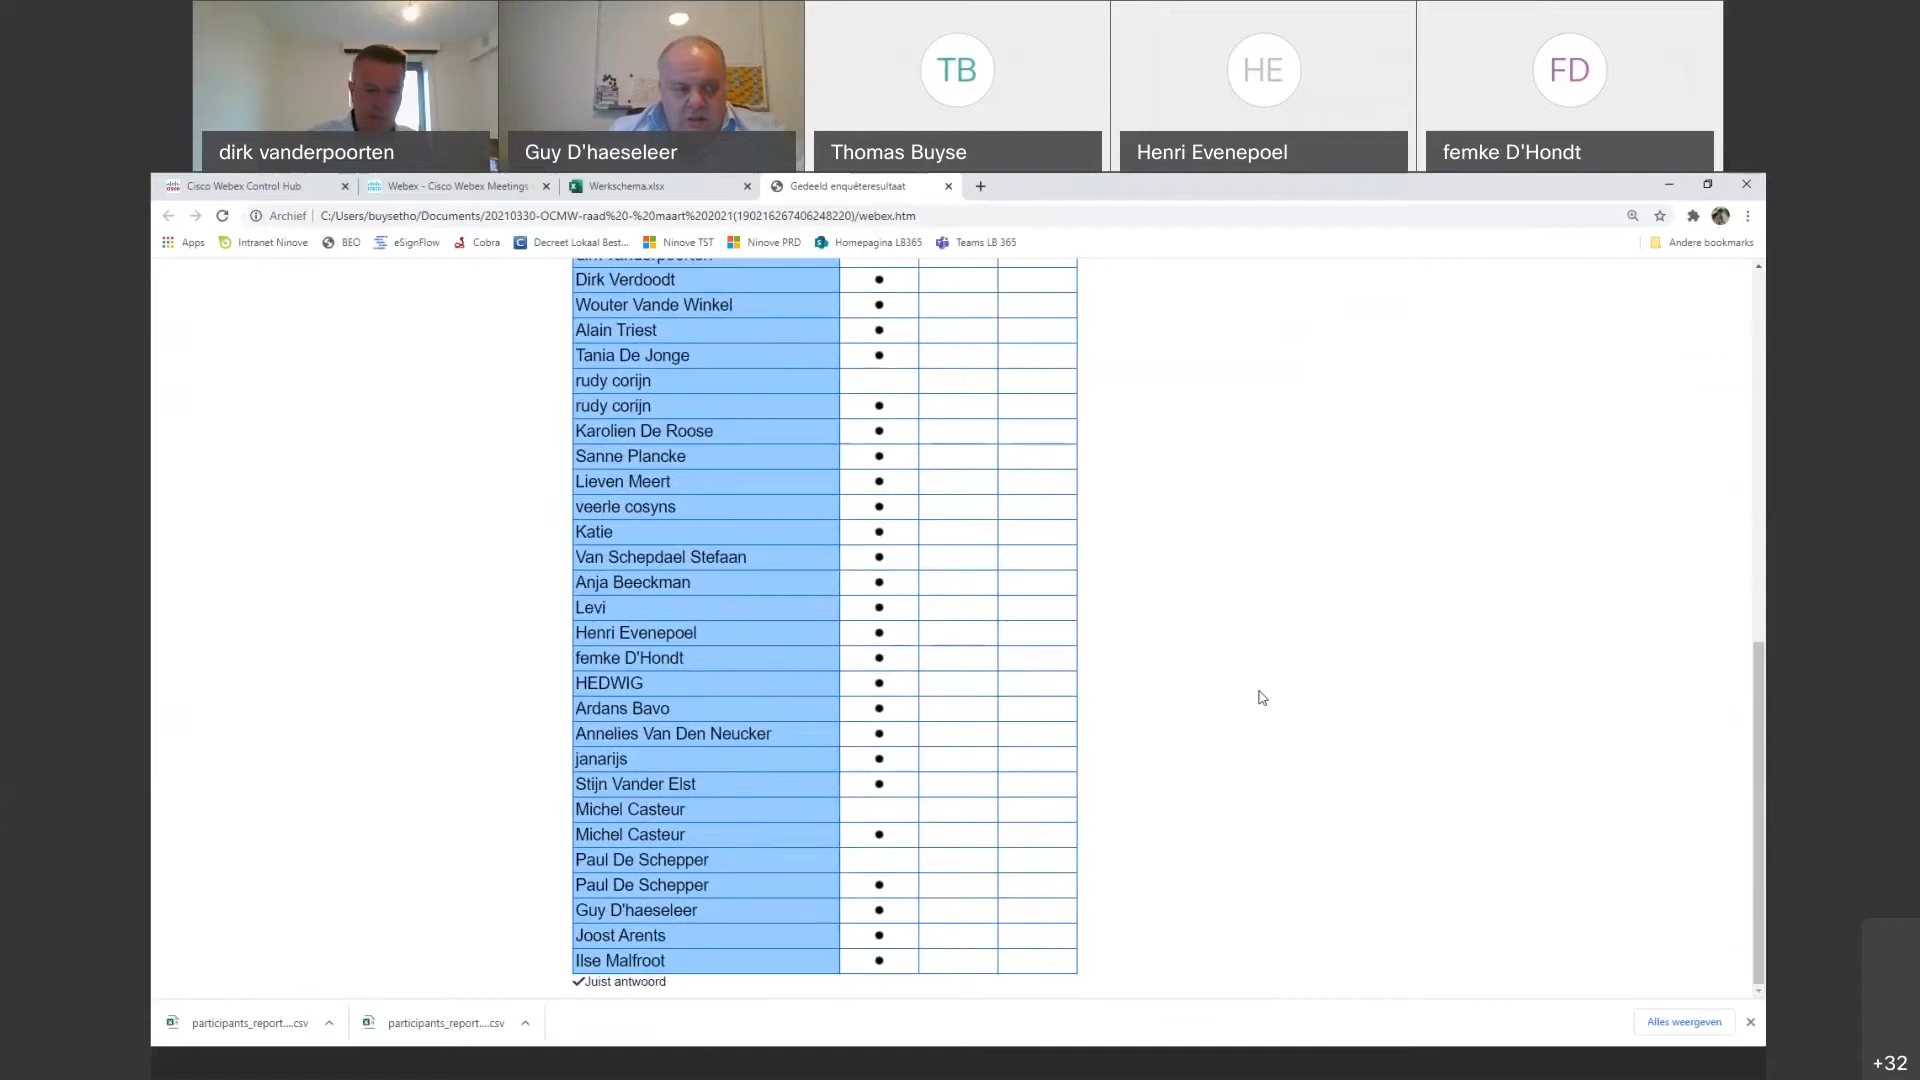 TB
HE
FD
dirk vanderpoorten
Guy D'haeseleer
Thomas Buyse
Henri Evenepoel
femke D'Hondt
Cisco Webex Control Hub
Webex - Cisco Webex Meetings
Werkschema.xlsx
Gedeeld enquêteresultaat
Archief
C:/Users/buysetho/Documents/20210330-OCMW-raad%20-%20maart%202021(190216267406248220)/webex.htm
Apps
Intranet Ninove
BEO
eSignFlow
Cobra
Decreet Lokaal Best...
Ninove TST
Ninove PRD
Homepagina LB365
Teams LB 365
Andere bookmarks
dirk vanderpoorten
Dirk Verdoodt
Wouter Vande Winkel
Alain Triest
Tania De Jonge
rudy corijn
rudy corijn
Karolien De Roose
Sanne Plancke
Lieven Meert
veerle cosyns
Katie
Van Schepdael Stefaan
Anja Beeckman
Levi
Henri Evenepoel
femke D'Hondt
HEDWIG
Ardans Bavo
Annelies Van Den Neucker
janarijs
Stijn Vander Elst
Michel Casteur
Michel Casteur
Paul De Schepper
Paul De Schepper
Guy D'haeseleer
Joost Arents
Ilse Malfroot
✔Juist antwoord
participants_report....csv
participants_report....csv
Alles weergeven
+32